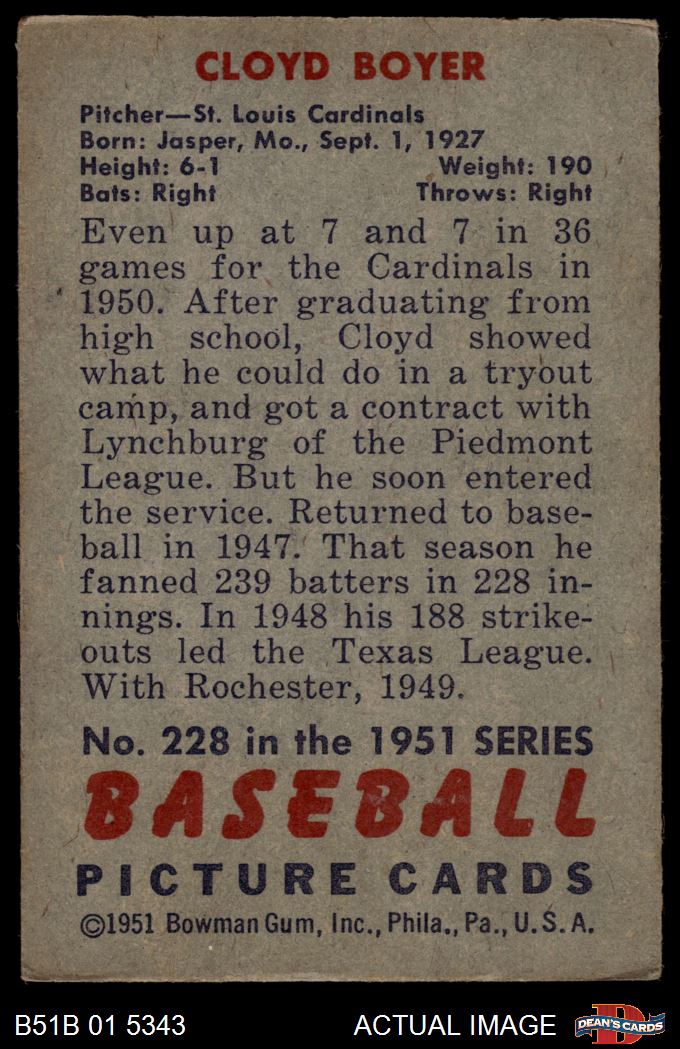 CLOYD BOYER
Pitcher—St. Louis Cardinals
Born: Jasper, Mo., Sept. 1, 1927
Height: 6-1 Weight: 190
Bats: Right Throws: Right
Even up at 7 and 7 in 36
games for the Cardinals in
1950. After graduating from
high school, Cloyd showed
what he could do in a tryout
camp, and got a contract with
Lynchburg of the Piedmont
League. But he soon entered
the service. Returned to base-
ball in 1947. That season he
fanned 239 batters in 228 in-
nings. In 1948 his 188 strike-
outs led the Texas League.
With Rochester, 1949.
No. 228 in the 1951 SERIES
BASEBALL
PICTURE CARDS
©1951 Bowman Gum, Inc., Phila., Pa., U.S.A.
B51B 01 5343 ACTUAL IMAGE DEAN'S CARDS